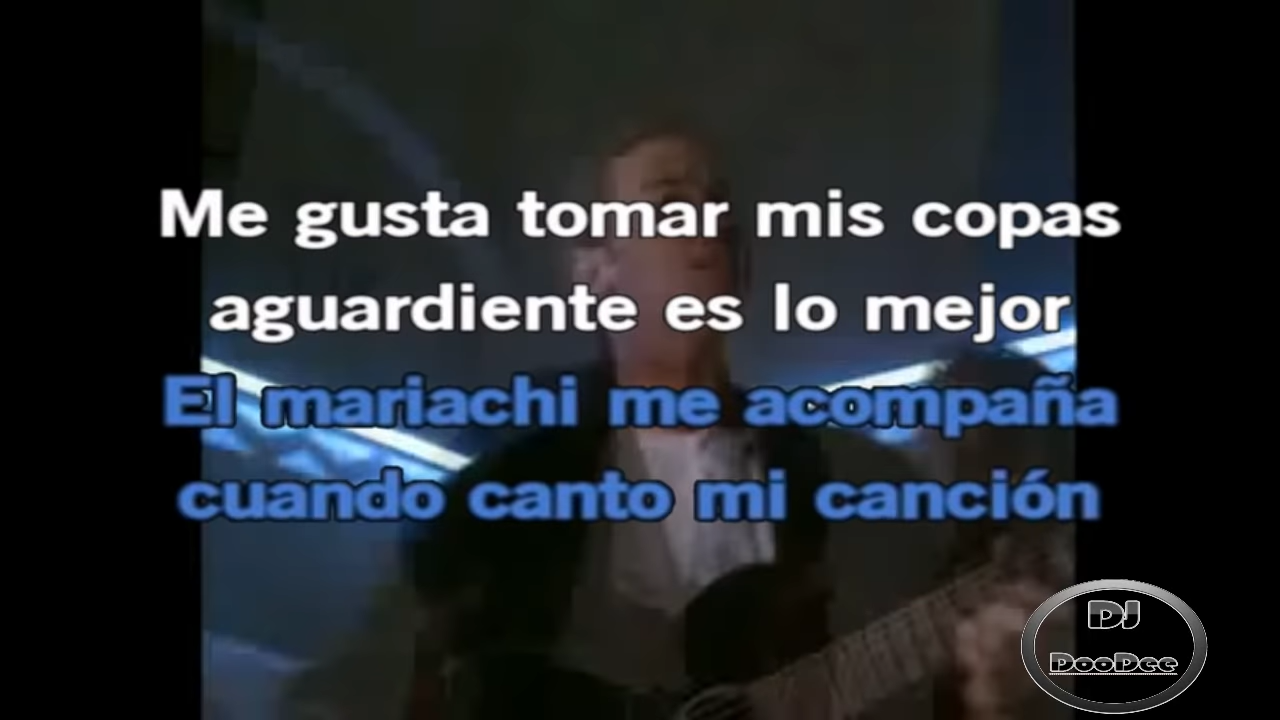 Me gusta tomar mis copas
aguardiente es lo mejor
El mariachi me acompaña
cuando canto mi canción
DJ
DooDee